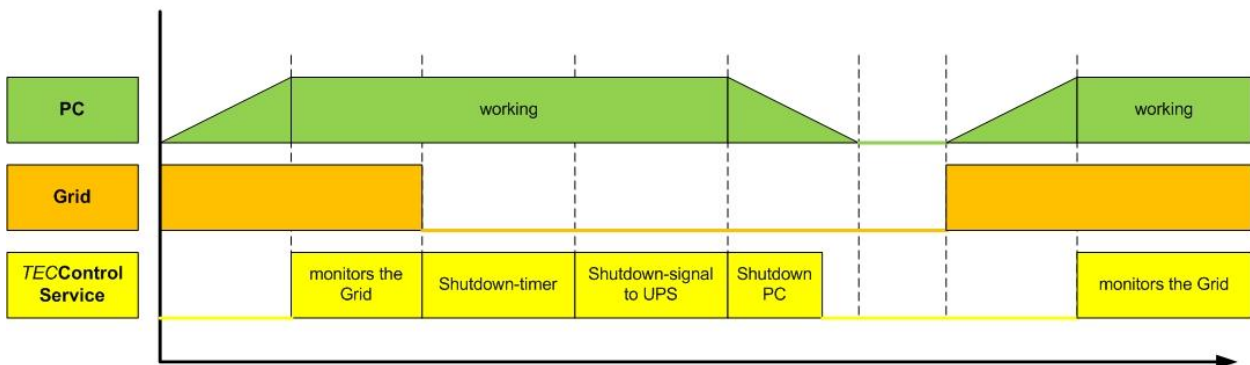 PC
working
working
Grid
TECControl
Service
monitors the
Grid
Shutdown-timer
Shutdown-signal
to UPS
Shutdown
PC
monitors the Grid